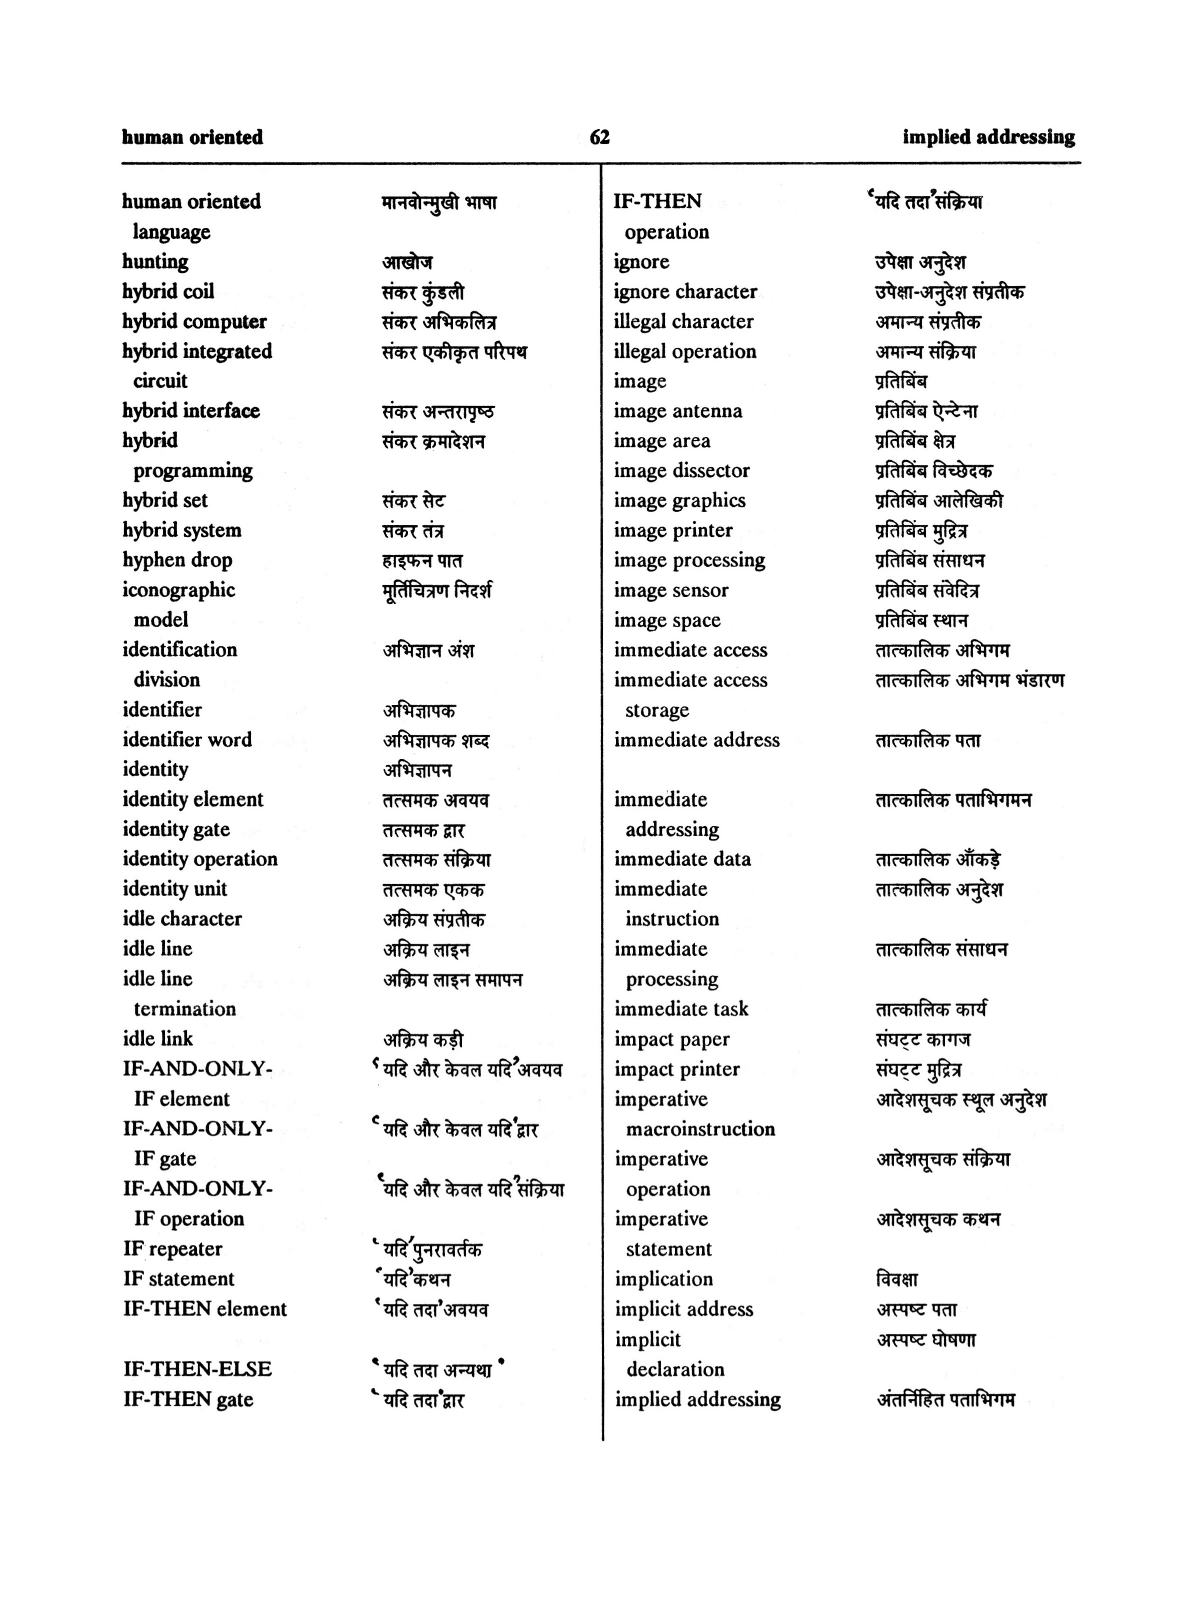 human oriented 62 implied addressing
human oriented मानवोन्मुखी भाषा
language
hunting आखोज
hybrid coil संकर कुंडली
hybrid computer संकर अभिकलित्र
hybrid integrated संकर एकीकृत परिपथ
circuit
hybrid interface संकर अन्तरापृष्ठ
hybrid संकर क्रमादेशन
programming
hybrid set संकर सेट
hybrid system संकर तंत्र
hyphen drop हाइफन पात
iconographic मूर्तिचित्रण निदर्श
model
identification अभिज्ञान अंश
division
identifier अभिज्ञापक
identifier word अभिज्ञापक शब्द
identity अभिज्ञापन
identity element तत्समक अवयव
identity gate तत्समक द्वार
identity operation तत्समक संक्रिया
identity unit तत्समक एकक
idle character अक्रिय संप्रतीक
idle line अक्रिय लाइन
idle line अक्रिय लाइन समापन
termination
idle link अक्रिय कड़ी
IF-AND-ONLY- ‘यदि और केवल यदि’ अवयव
IF element
IF-AND-ONLY- ‘यदि और केवल यदि’ द्वार
IF gate
IF-AND-ONLY- ‘यदि और केवल यदि’ संक्रिया
IF operation
IF repeater ‘यदि’ पुनरावर्तक
IF statement ‘यदि’ कथन
IF-THEN element ‘यदि तदा’ अवयव
IF-THEN-ELSE ‘यदि तदा अन्यथा’
IF-THEN gate ‘यदि तदा’ द्वार
IF-THEN ‘यदि तदा’ संक्रिया
operation
ignore उपेक्षा अनुदेश
ignore character उपेक्षा-अनुदेश संप्रतीक
illegal character अमान्य संप्रतीक
illegal operation अमान्य संक्रिया
image प्रतिबिंब
image antenna प्रतिबिंब ऐन्टेना
image area प्रतिबिंब क्षेत्र
image dissector प्रतिबिंब विच्छेदक
image graphics प्रतिबिंब आलेखिकी
image printer प्रतिबिंब मुद्रित्र
image processing प्रतिबिंब संसाधन
image sensor प्रतिबिंब संवेदित्र
image space प्रतिबिंब स्थान
immediate access तात्कालिक अभिगम
immediate access तात्कालिक अभिगम भंडारण
storage
immediate address तात्कालिक पता
immediate तात्कालिक पताभिगमन
addressing
immediate data तात्कालिक आँकड़े
immediate तात्कालिक अनुदेश
instruction
immediate तात्कालिक संसाधन
processing
immediate task तात्कालिक कार्य
impact paper संघट्ट कागज
impact printer संघट्ट मुद्रित्र
imperative आदेशसूचक स्थूल अनुदेश
macroinstruction
imperative आदेशसूचक संक्रिया
operation
imperative आदेशसूचक कथन
statement
implication विवक्षा
implicit address अस्पष्ट पता
implicit अस्पष्ट घोषणा
declaration
implied addressing अंतर्निहित पताभिगम